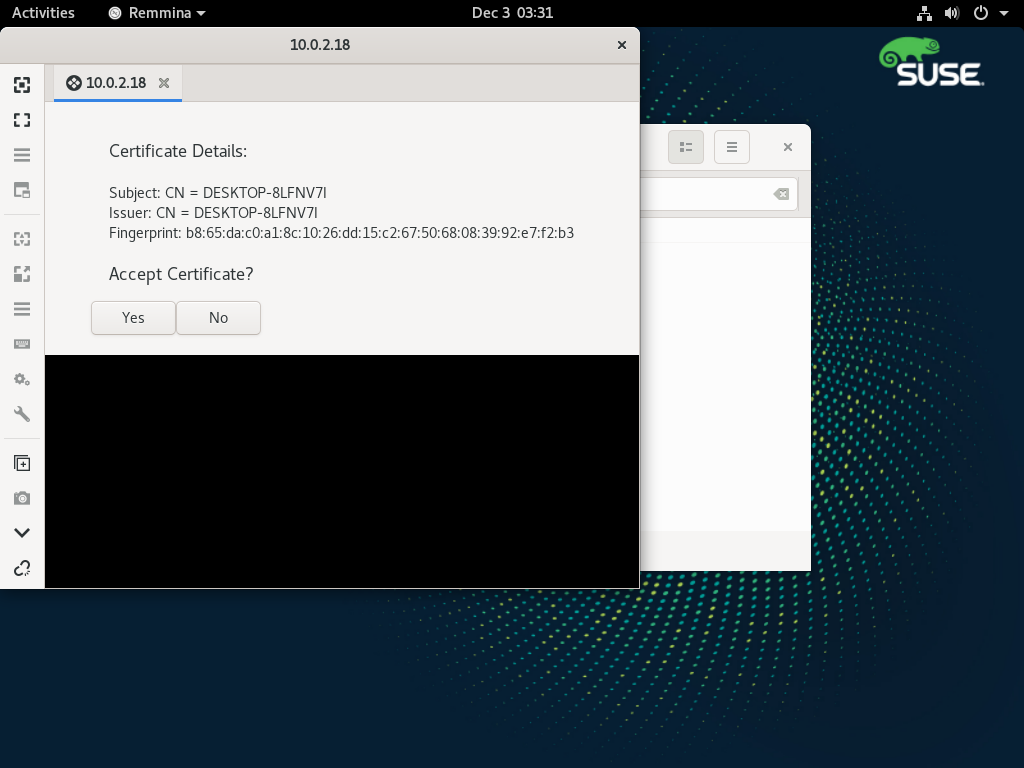 Activities
Remmina
Dec 3 03:31
10.0.2.18
SUSE
10.0.2.18
Certificate Details:
Subject: CN = DESKTOP-8LFNV7I
Issuer: CN = DESKTOP-8LFNV7I
Fingerprint: b8:65:da:c0:a1:8c:10:26:dd:15:c2:67:50:68:08:39:92:e7:f2:b3
Accept Certificate?
Yes
No